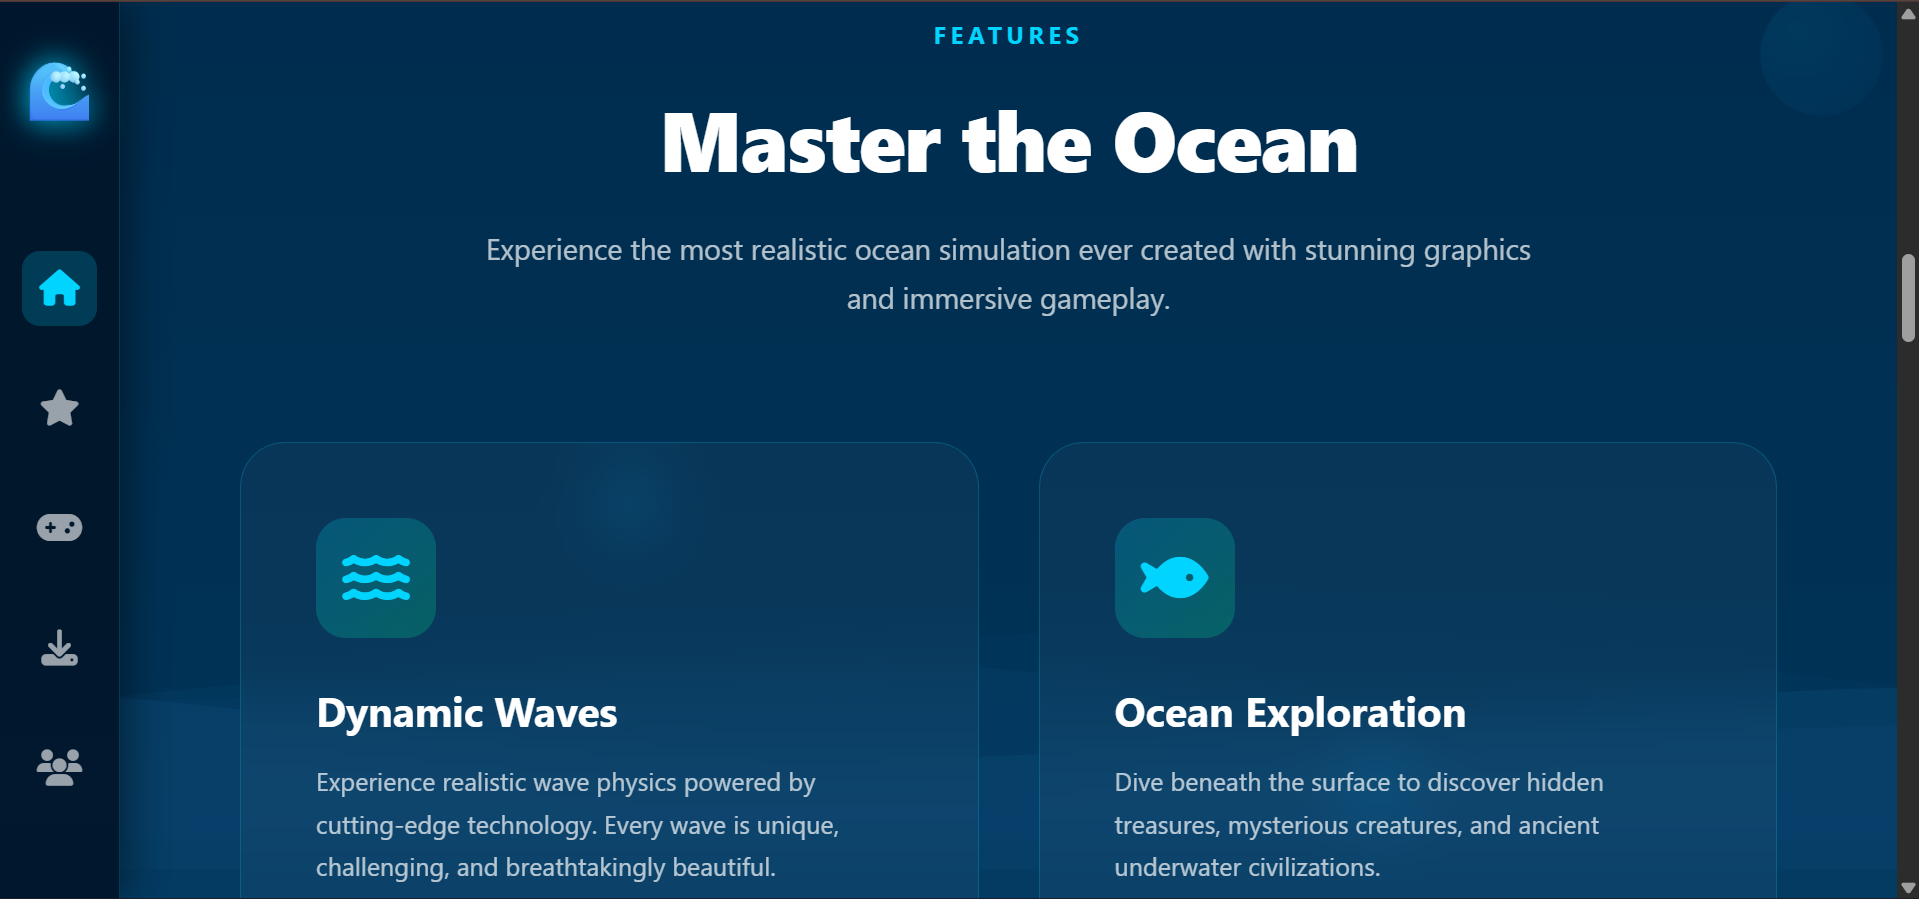 FEATURES
Master the Ocean
Experience the most realistic ocean simulation ever created with stunning graphics
and immersive gameplay.
Dynamic Waves
Experience realistic wave physics powered by
cutting-edge technology. Every wave is unique,
challenging, and breathtakingly beautiful.
Ocean Exploration
Dive beneath the surface to discover hidden
treasures, mysterious creatures, and ancient
underwater civilizations.